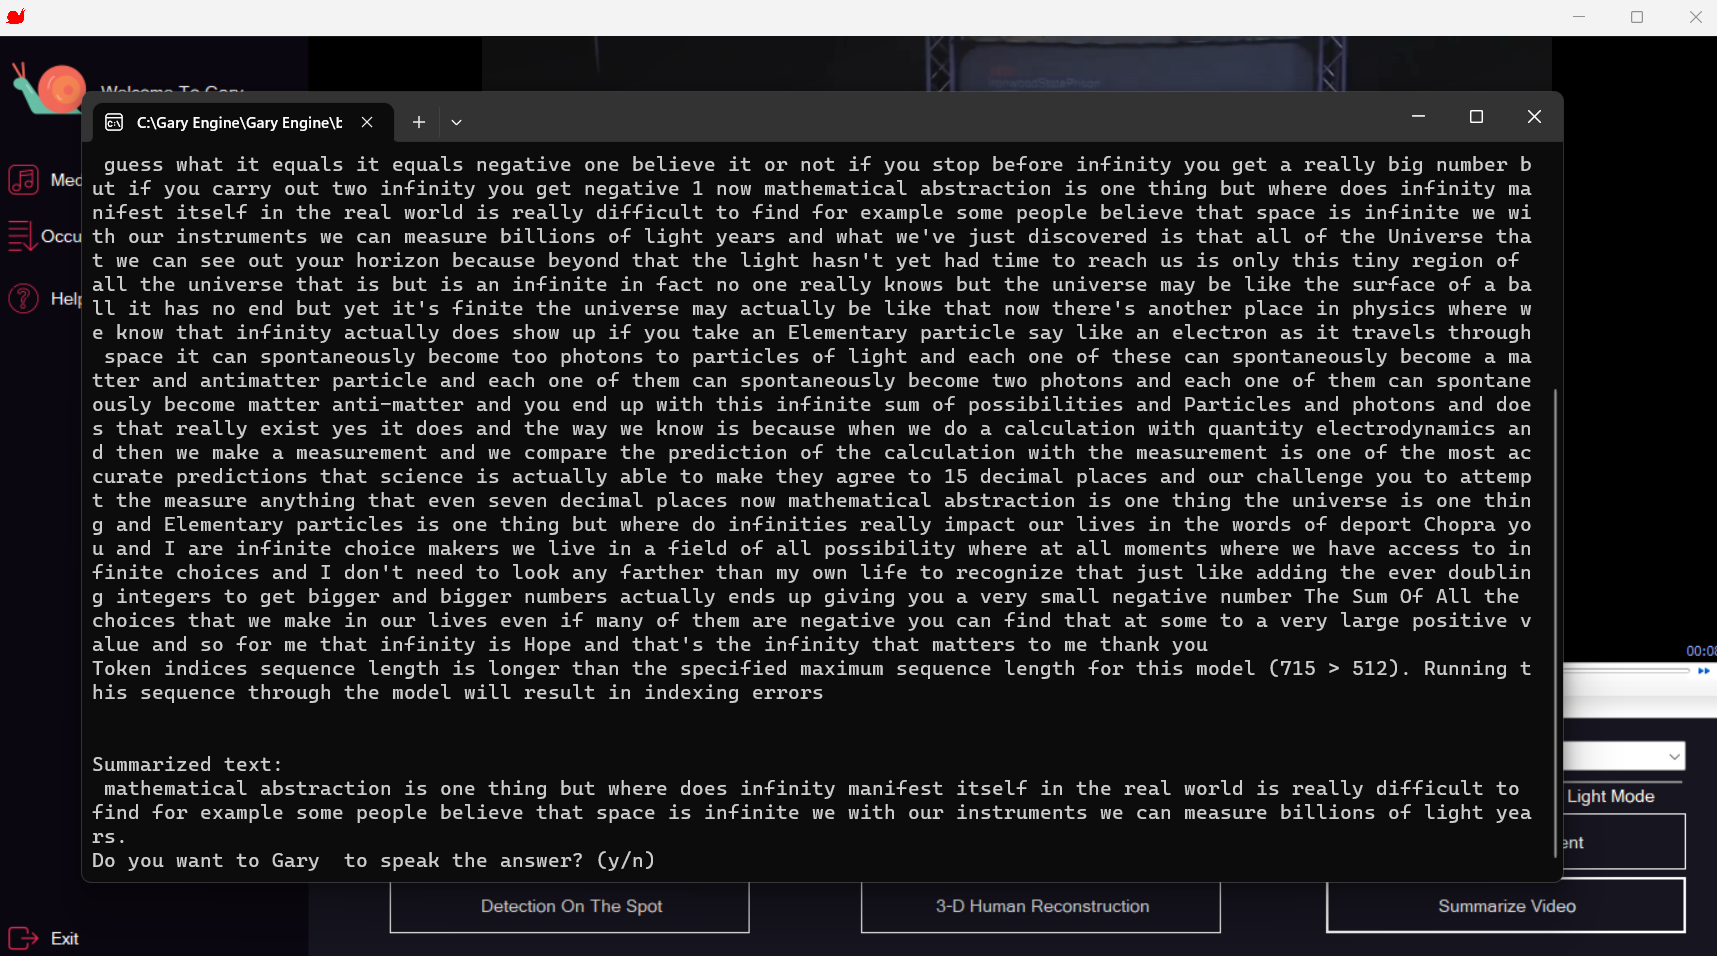 Welcome To Gary
C:\Gary Engine\Gary Engine\b
guess what it equals it equals negative one believe it or not if you stop before infinity you get a really big number b
ut if you carry out two infinity you get negative 1 now mathematical abstraction is one thing but where does infinity ma
nifest itself in the real world is really difficult to find for example some people believe that space is infinite we wi
th our instruments we can measure billions of light years and what we've just discovered is that all of the Universe tha
t we can see out your horizon because beyond that the light hasn't yet had time to reach us is only this tiny region of
all the universe that is but is an infinite in fact no one really knows but the universe may be like the surface of a ba
ll it has no end but yet it's finite the universe may actually be like that now there's another place in physics where w
e know that infinity actually does show up if you take an Elementary particle say like an electron as it travels through
space it can spontaneously become too photons to particles of light and each one of these can spontaneously become a ma
tter and antimatter particle and each one of them can spontaneously become two photons and each one of them can spontane
ously become matter anti-matter and you end up with this infinite sum of possibilities and Particles and photons and doe
s that really exist yes it does and the way we know is because when we do a calculation with quantity electrodynamics an
d then we make a measurement and we compare the prediction of the calculation with the measurement is one of the most ac
curate predictions that science is actually able to make they agree to 15 decimal places and our challenge you to attemp
t the measure anything that even seven decimal places now mathematical abstraction is one thing the universe is one thin
g and Elementary particles is one thing but where do infinities really impact our lives in the words of deport Chopra yo
u and I are infinite choice makers we live in a field of all possibility where at all moments where we have access to in
finite choices and I don't need to look any farther than my own life to recognize that just like adding the ever doublin
g integers to get bigger and bigger numbers actually ends up giving you a very small negative number The Sum Of All the
choices that we make in our lives even if many of them are negative you can find that at some to a very large positive v
alue and so for me that infinity is Hope and that's the infinity that matters to me thank you
Token indices sequence length is longer than the specified maximum sequence length for this model (715 > 512). Running t
his sequence through the model will result in indexing errors
Summarized text:
mathematical abstraction is one thing but where does infinity manifest itself in the real world is really difficult to
find for example some people believe that space is infinite we with our instruments we can measure billions of light yea
rs.
Do you want to Gary  to speak the answer? (y/n)
Med
Occu
Help
Exit
00:08
Light Mode
ent
Detection On The Spot
3-D Human Reconstruction
Summarize Video